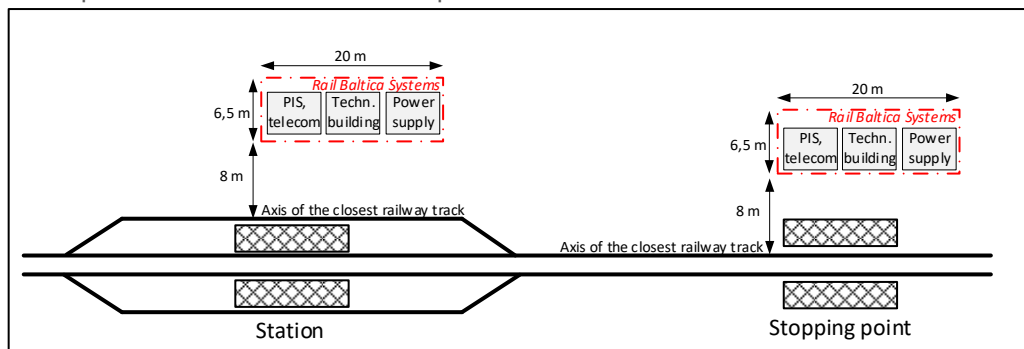 20 m
Rail Baltica Systems
6,5 m
PIS,
telecom
Techn.
building
Power
supply
8 m
Axis of the closest railway track
Station
20 m
Rail Baltica Systems
6,5 m
PIS,
telecom
Techn.
building
Power
supply
8 m
Axis of the closest railway track
Stopping point